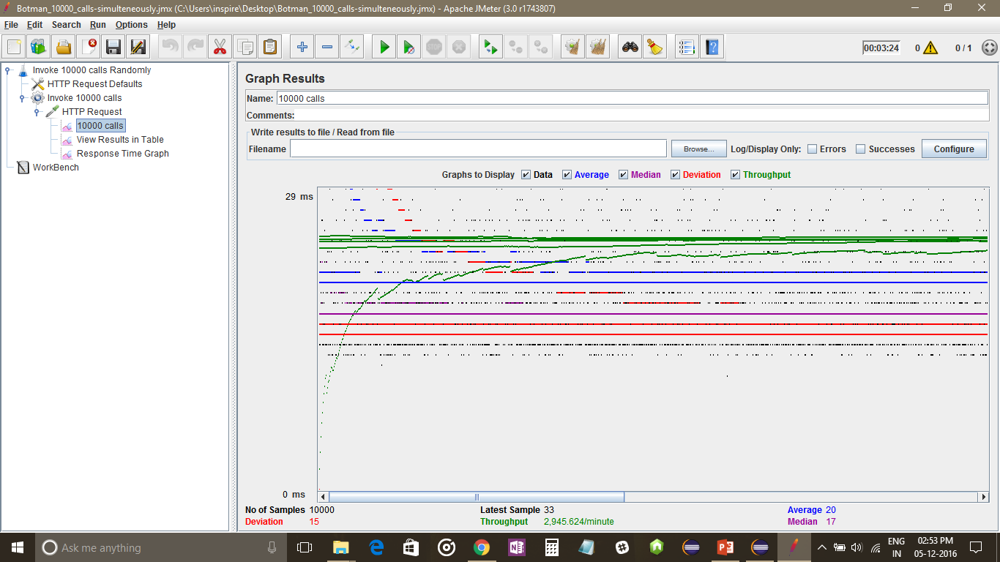 Botman_10000_calls-simulteneously.jmx (C:\Users\inspire\Desktop\Botman_10000_calls-simulteneously.jmx) - Apache JMeter (3.0 r1743807)
File Edit Search Run Options Help
00:03:24 0 0 / 1
Invoke 10000 calls Randomly
HTTP Request Defaults
Invoke 10000 calls
HTTP Request
10000 calls
View Results in Table
Response Time Graph
WorkBench
Graph Results
Name: 10000 calls
Comments:
Write results to file / Read from file
Filename Browse... Log/Display Only: Errors Successes Configure
Graphs to Display Data Average Median Deviation Throughput
29 ms
0 ms
No of Samples 10000 Latest Sample 33 Average 20
Deviation 15 Throughput 2,945.624/minute Median 17
Ask me anything
ENG 02:53 PM
IN 05-12-2016